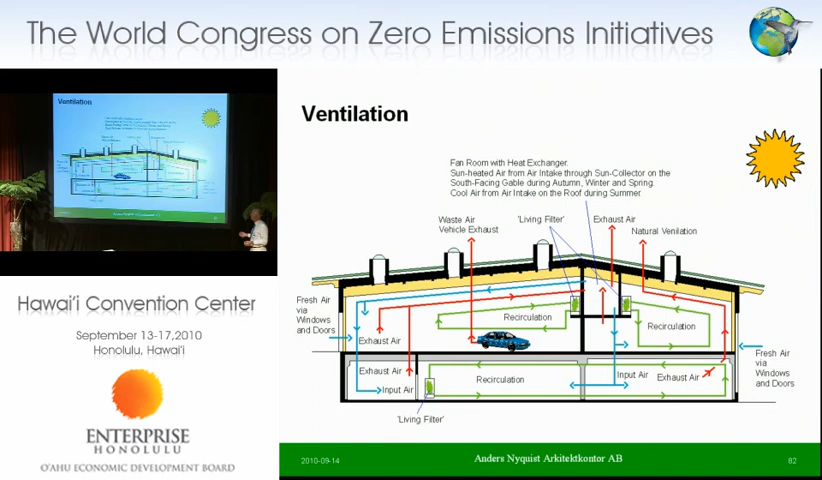 The World Congress on Zero Emissions Initiatives
Ventilation
Ventilation
Fan Room with Heat Exchanger.
Sun-heated Air from Air Intake through Sun-Collector on the
South-Facing Gable during Autumn, Winter and Spring.
Cool Air from Air Intake on the Roof during Summer.
Waste Air
Vehicle Exhaust
'Living Filter'
Exhaust Air
Natural Venilation
Fresh Air
via
Windows
and Doors
Recirculation
Recirculation
Exhaust Air
Fresh Air
via
Windows
and Doors
Exhaust Air
Input Air
Recirculation
Input Air
Exhaust Air
'Living Filter'
Hawai'i Convention Center
September 13-17,2010
Honolulu, Hawai'i
ENTERPRISE
HONOLULU
O'AHU ECONOMIC DEVELOPMENT BOARD
2010-09-14
Anders Nyquist Arkitektkontor AB
82